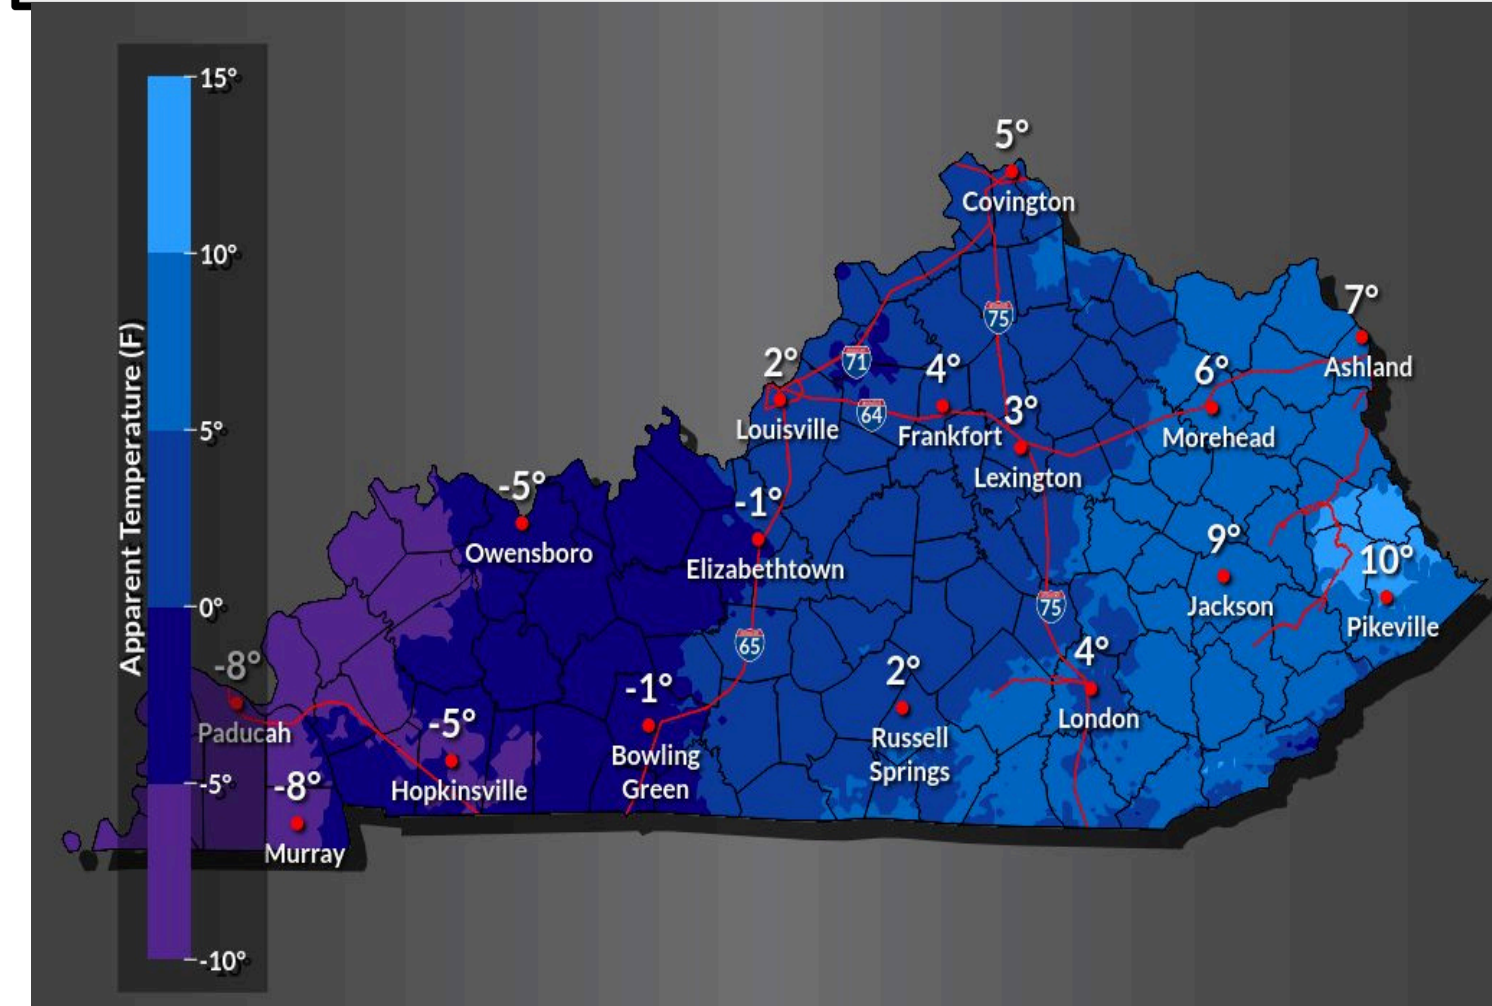 Apparent Temperature (F)
15°
10°
5°
0°
-5°
-10°
5°
Covington
75
7°
Ashland
2°
Louisville
71
64
4°
Frankfort
3°
Lexington
6°
Morehead
-5°
Owensboro
-1°
Elizabethtown
9°
Jackson
10°
Pikeville
75
65
-8°
Paducah
-5°
Hopkinsville
-1°
Bowling
Green
2°
Russell
Springs
4°
London
-8°
Murray